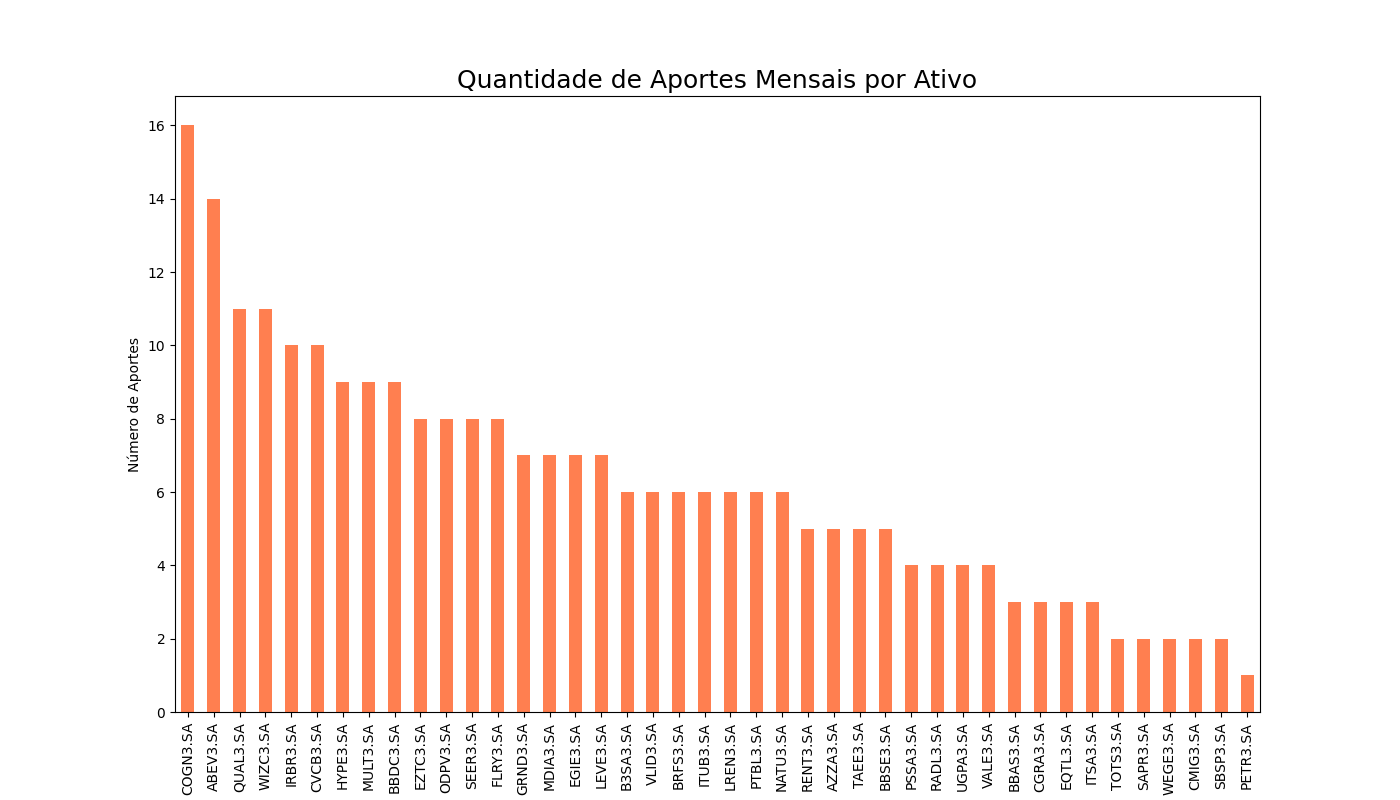 Quantidade de Aportes Mensais por Ativo
Número de Aportes
16
14
12
10
8
6
4
2
0
COGN3.SA
ABEV3.SA
QUAL3.SA
WIZC3.SA
IRBR3.SA
CVCB3.SA
HYPE3.SA
MULT3.SA
BBDC3.SA
EZTC3.SA
ODPV3.SA
SEER3.SA
FLRY3.SA
GRND3.SA
MDIA3.SA
EGIE3.SA
LEVE3.SA
B3SA3.SA
VLID3.SA
BRFS3.SA
ITUB3.SA
LREN3.SA
PTBL3.SA
NATU3.SA
RENT3.SA
AZZA3.SA
TAEE3.SA
BBSE3.SA
PSSA3.SA
RADL3.SA
UGPA3.SA
VALE3.SA
BBAS3.SA
CGRA3.SA
EQTL3.SA
ITSA3.SA
TOTS3.SA
SAPR3.SA
WEGE3.SA
CMIG3.SA
SBSP3.SA
PETR3.SA